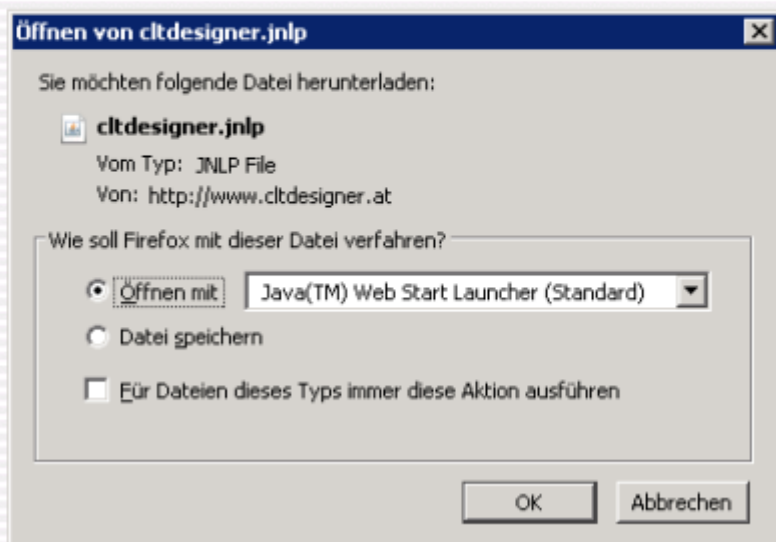 Öffnen von cltdesigner.jnlp
Sie möchten folgende Datei herunterladen:
cltdesigner.jnlp
Vom Typ: JNLP File
Von: http://www.cltdesigner.at
Wie soll Firefox mit dieser Datei verfahren?
Öffnen mit Java(TM) Web Start Launcher (Standard)
Datei speichern
Für Dateien dieses Typs immer diese Aktion ausführen
OK Abbrechen